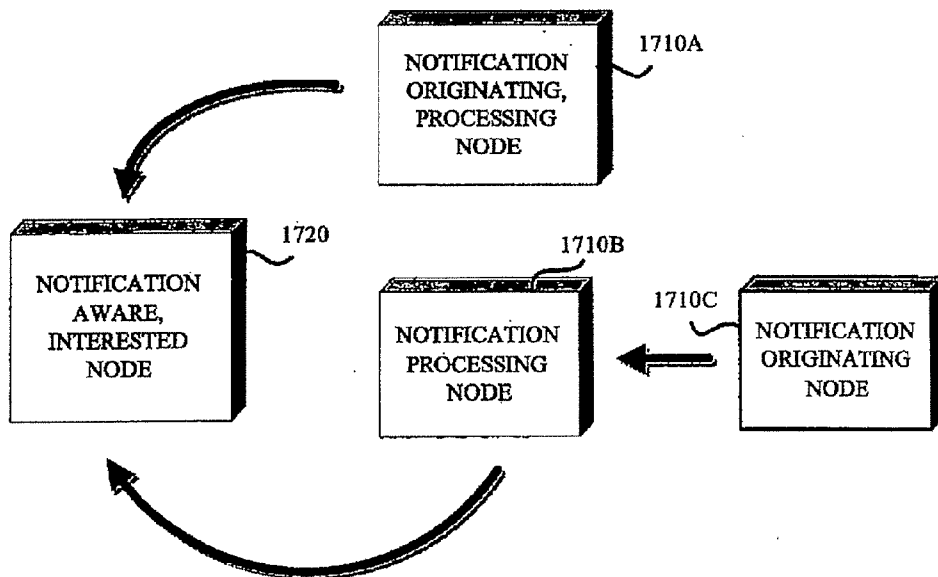 1710A
NOTIFICATION
ORIGINATING,
PROCESSING
NODE
1720
NOTIFICATION
AWARE,
INTERESTED
NODE
1710B
NOTIFICATION
PROCESSING
NODE
1710C
NOTIFICATION
ORIGINATING
NODE